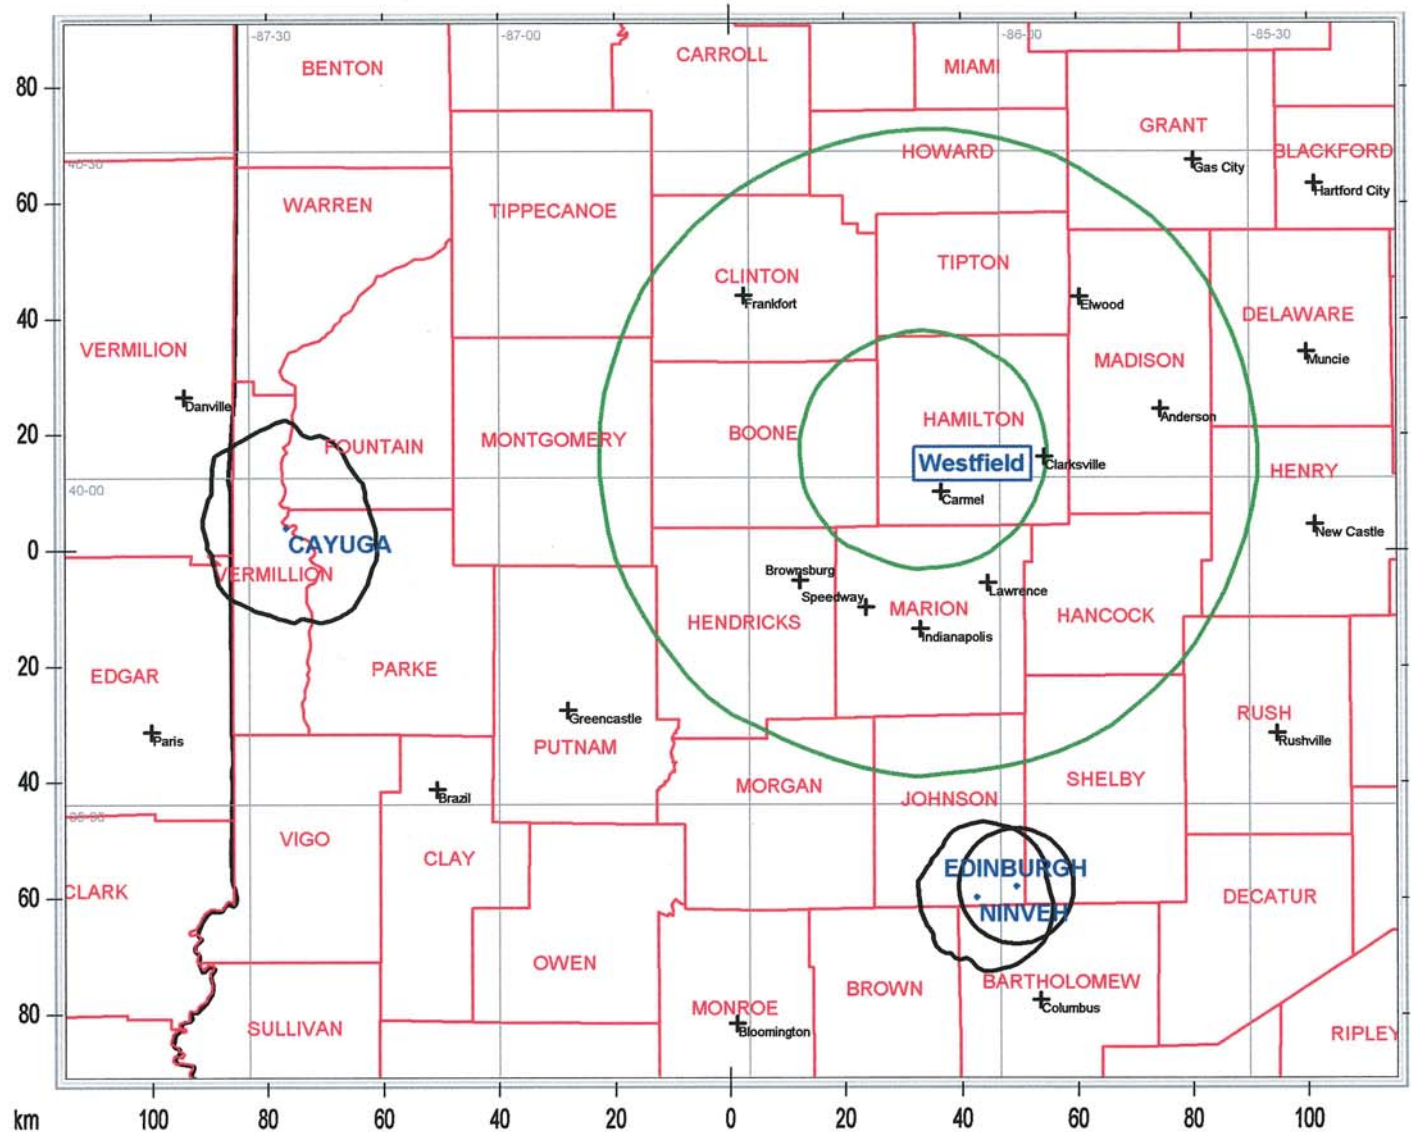 -87-30
-87-00
-86-00
-85-30
CARROLL
BENTON
MIAMI
80
GRANT
40-30
HOWARD
BLACKFORD
Gas City
Hartford City
60
WARREN
TIPPECANOE
TIPTON
CLINTON
Frankfort
Elwood
40
DELAWARE
VERMILION
MADISON
Muncie
Danville
Anderson
20
FOUNTAIN
MONTGOMERY
BOONE
HAMILTON
Westfield
Clarksville
HENRY
40-00
Carmel
New Castle
0
CAYUGA
VERMILLION
Brownsburg
Speedway
MARION
Lawrence
HENDRICKS
HANCOCK
Indianapolis
20
EDGAR
PARKE
Greencastle
RUSH
Paris
PUTNAM
Rushville
40
MORGAN
SHELBY
Brazil
JOHNSON
VIGO
CLAY
EDINBURGH
60
CLARK
DECATUR
NINVEH
OWEN
BROWN
BARTHOLOMEW
80
MONROE
Columbus
SULLIVAN
Bloomington
RIPLEY
km
100
80
60
40
20
0
20
40
60
80
100